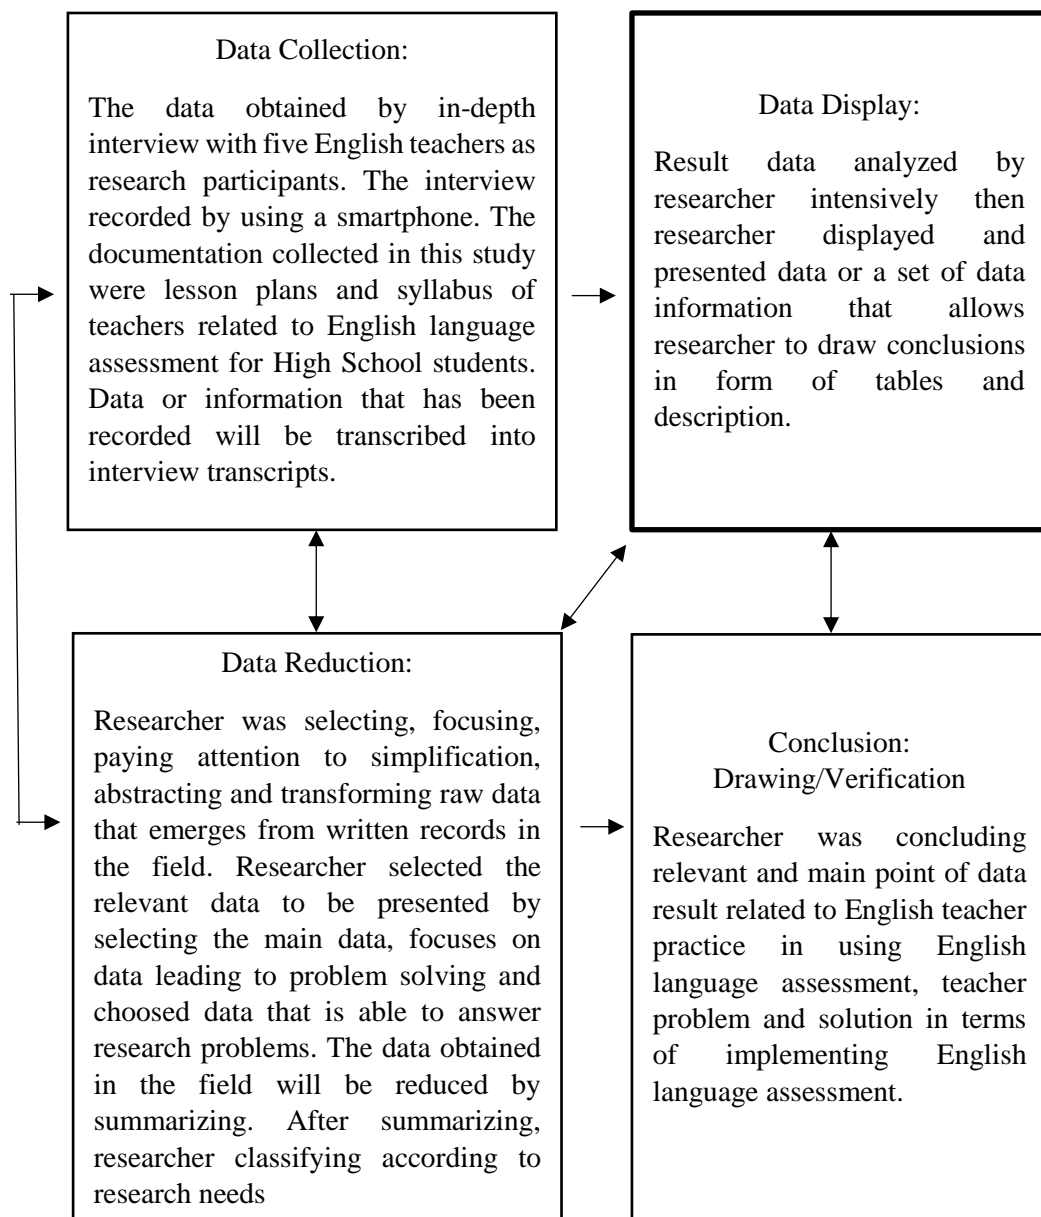 Data Collection:
The data obtained by in-depth
interview with five English teachers as
research participants. The interview
recorded by using a smartphone. The
documentation collected in this study
were lesson plans and syllabus of
teachers related to English language
assessment for High School students.
Data or information that has been
recorded will be transcribed into
interview transcripts.
Data Display:
Result data analyzed by
researcher intensively then
researcher displayed and
presented data or a set of data
information that allows
researcher to draw conclusions
in form of tables and
description.
Data Reduction:
Researcher was selecting, focusing,
paying attention to simplification,
abstracting and transforming raw data
that emerges from written records in
the field. Researcher selected the
relevant data to be presented by
selecting the main data, focuses on
data leading to problem solving and
choosed data that is able to answer
research problems. The data obtained
in the field will be reduced by
summarizing. After summarizing,
researcher classifying according to
research needs
Conclusion:
Drawing/Verification
Researcher was concluding
relevant and main point of data
result related to English teacher
practice in using English
language assessment, teacher
problem and solution in terms
of implementing English
language assessment.